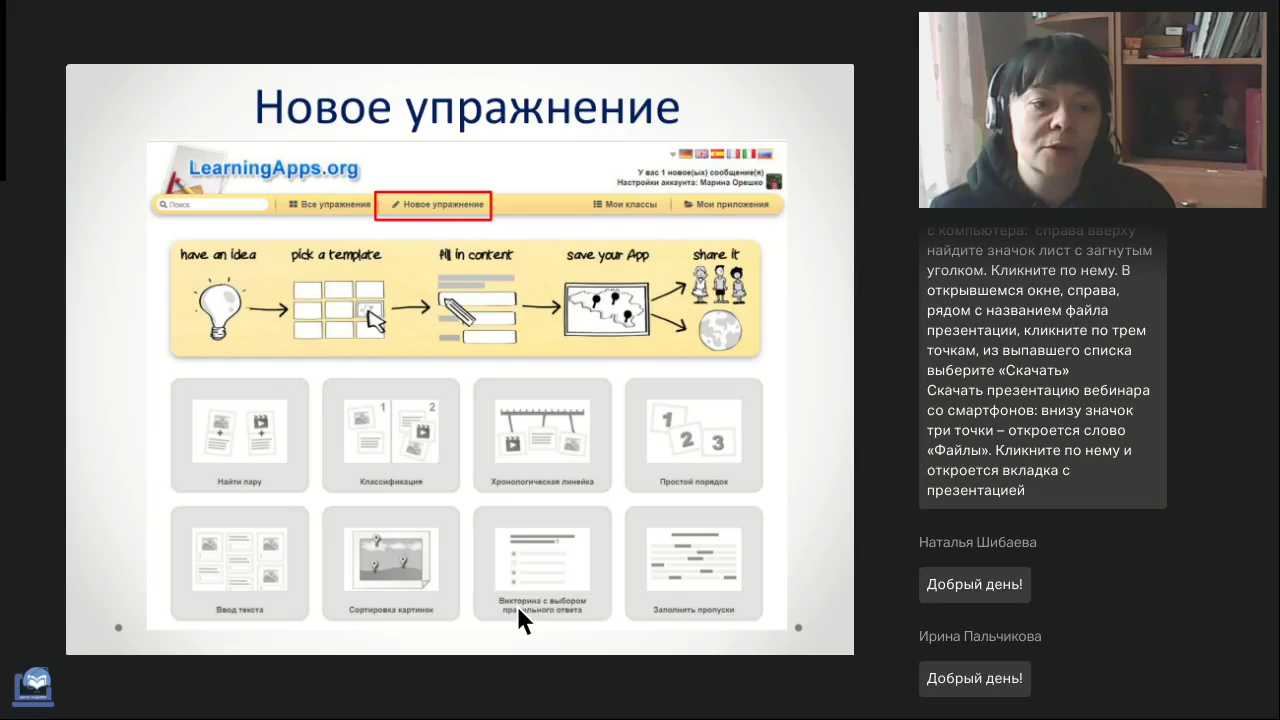 Новое упражнение
LearningApps.org
У вас 1 новое(ых) сообщение(я)
Настройки аккаунта: Марина Орешко
Поиск
Все упражнения
Новое упражнение
Мои классы
Мои приложения
have an idea
pick a template
fill in content
save your App
share it
1
2
1
2
3
Найти пару
Классификация
Хронологическая линейка
Простой порядок
Ввод текста
Сортировка картинок
Викторина с выбором
правильного ответа
Заполнить пропуски
с компьютера: справа вверху
найдите значок лист с загнутым
уголком. Кликните по нему. В
открывшемся окне, справа,
рядом с названием файла
презентации, кликните по трем
точкам, из выпавшего списка
выберите «Скачать»
Скачать презентацию вебинара
со смартфонов: внизу значок
три точки – откроется слово
«Файлы». Кликните по нему и
откроется вкладка с
презентацией
Наталья Шибаева
Добрый день!
Ирина Пальчикова
Добрый день!